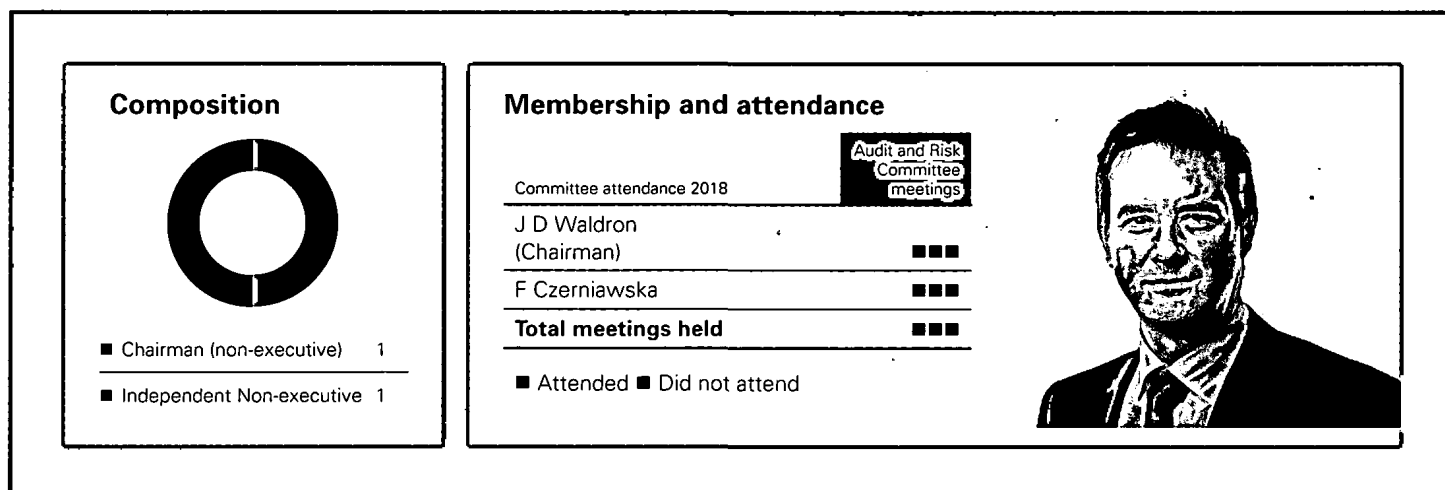 Composition
■ Chairman (non-executive) 1
■ Independent Non-executive 1
Membership and attendance
Committee attendance 2018
Audit and Risk
Committee
meetings
J D Waldron
(Chairman) ■■■
F Czerniawska ■■■
Total meetings held ■■■
■ Attended ■ Did not attend